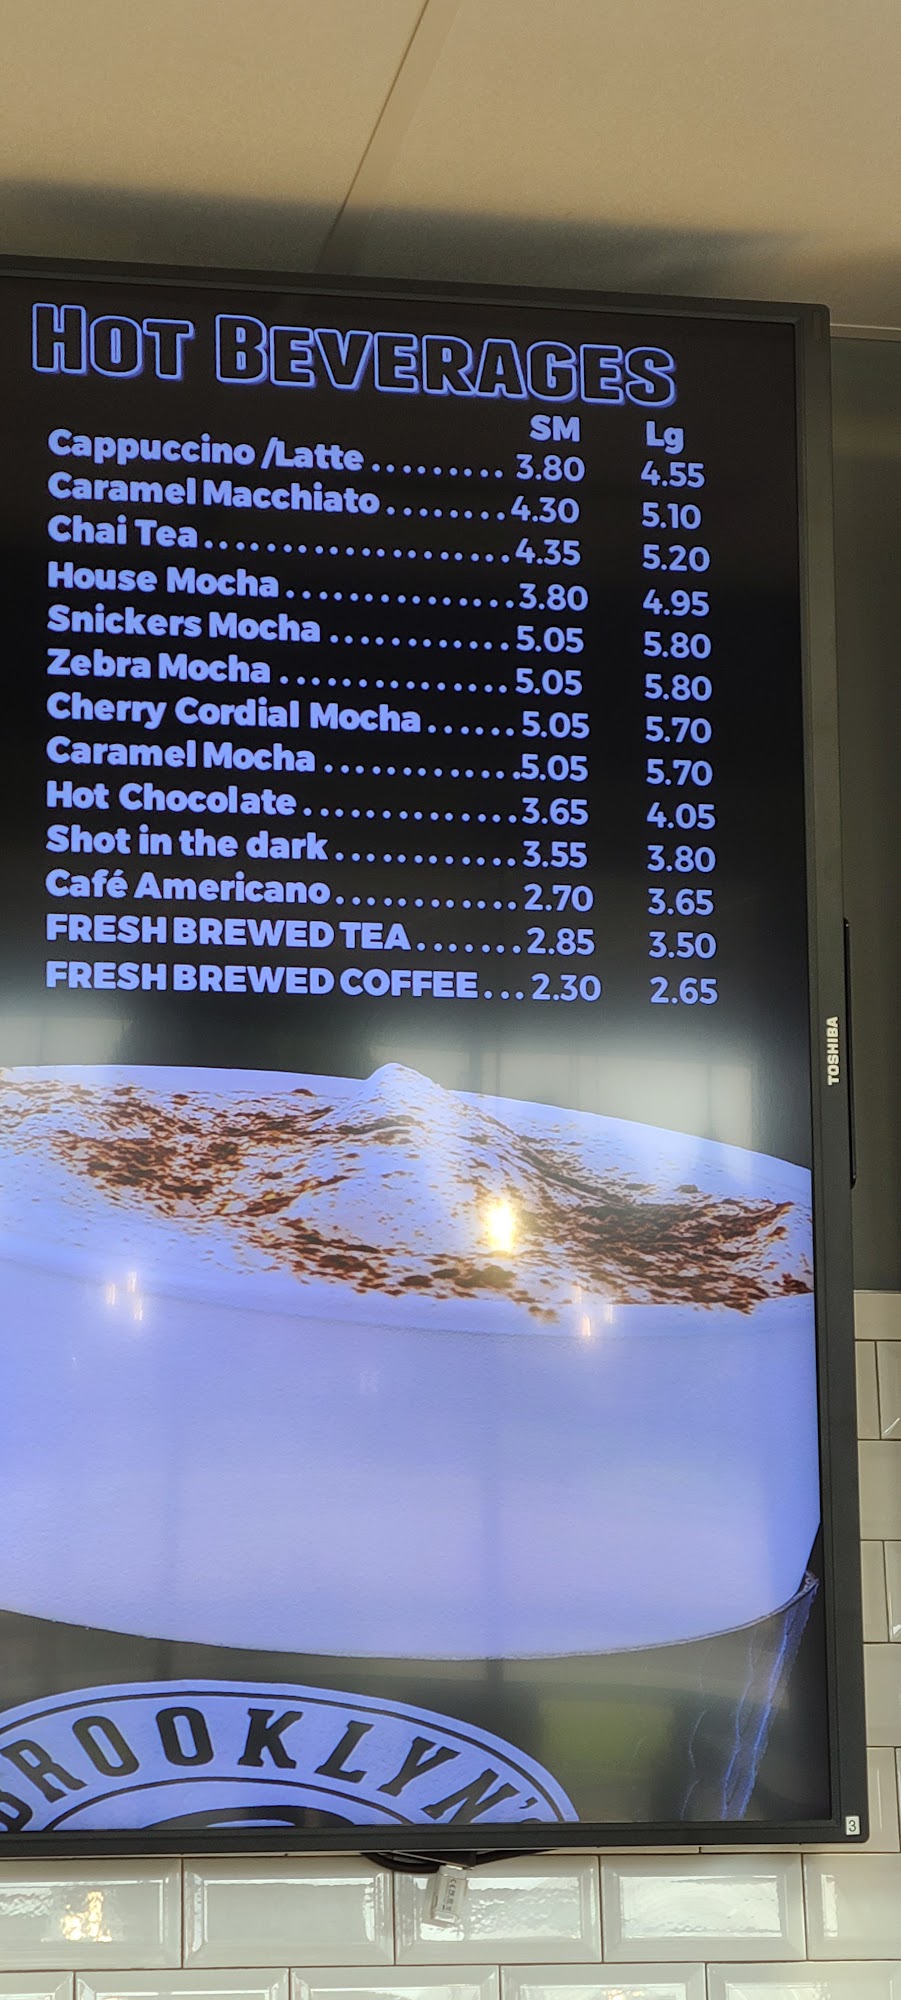 HOT BEVERAGES
SM Lg
Cappuccino /Latte ......... 3.80 4.55
Caramel Macchiato ........ 4.30 5.10
Chai Tea .................... 4.35 5.20
House Mocha ............... 3.80 4.95
Snickers Mocha ............ 5.05 5.80
Zebra Mocha ............... 5.05 5.80
Cherry Cordial Mocha ...... 5.05 5.70
Caramel Mocha ............. 5.05 5.70
Hot Chocolate .............. 3.65 4.05
Shot in the dark ............ 3.55 3.80
Café Americano ............ 2.70 3.65
FRESH BREWED TEA ....... 2.85 3.50
FRESH BREWED COFFEE ... 2.30 2.65
TOSHIBA
BROOKLYN'S
3